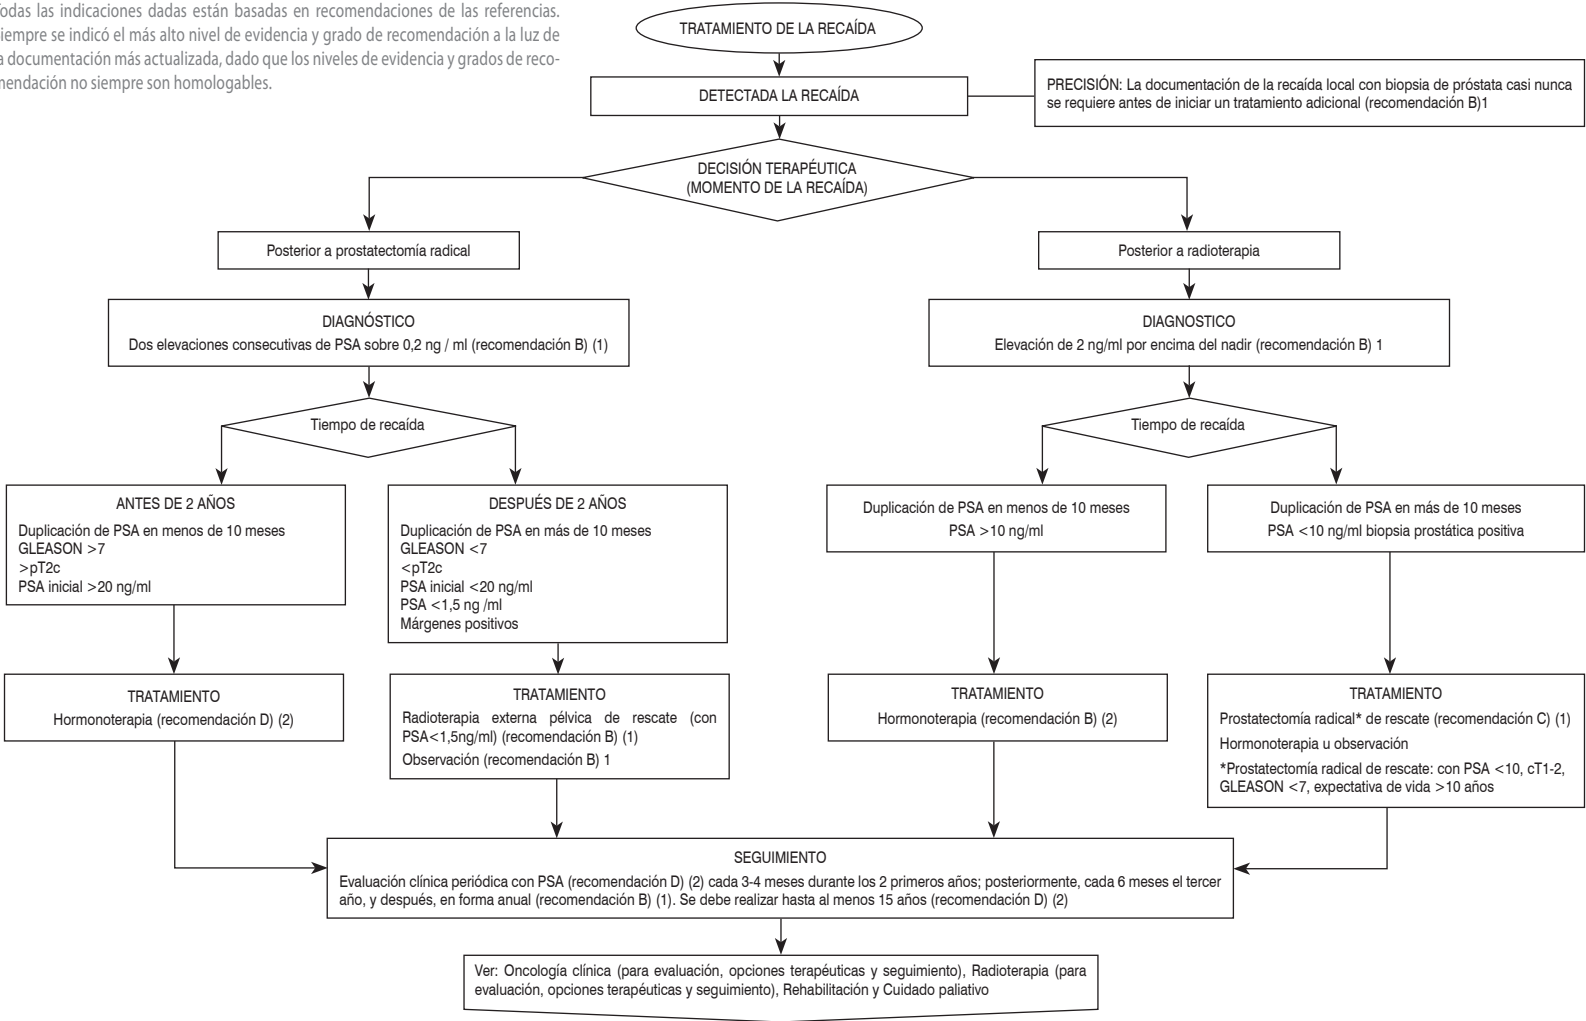 Todas las indicaciones dadas están basadas en recomendaciones de las referencias.
Siempre se indicó el más alto nivel de evidencia y grado de recomendación a la luz de
la documentación más actualizada, dado que los niveles de evidencia y grados de reco-
mendación no siempre son homologables.
TRATAMIENTO DE LA RECAÍDA
DETECTADA LA RECAÍDA
PRECISIÓN: La documentación de la recaída local con biopsia de próstata casi nunca
se requiere antes de iniciar un tratamiento adicional (recomendación B)1
DECISIÓN TERAPÉUTICA
(MOMENTO DE LA RECAÍDA)
Posterior a prostatectomía radical
Posterior a radioterapia
DIAGNÓSTICO
Dos elevaciones consecutivas de PSA sobre 0,2 ng / ml (recomendación B) (1)
DIAGNOSTICO
Elevación de 2 ng/ml por encima del nadir (recomendación B) 1
Tiempo de recaída
Tiempo de recaída
ANTES DE 2 AÑOS
Duplicación de PSA en menos de 10 meses
GLEASON >7
>pT2c
PSA inicial >20 ng/ml
DESPUÉS DE 2 AÑOS
Duplicación de PSA en más de 10 meses
GLEASON <7
<pT2c
PSA inicial <20 ng/ml
PSA <1,5 ng /ml
Márgenes positivos
Duplicación de PSA en menos de 10 meses
PSA >10 ng/ml
Duplicación de PSA en más de 10 meses
PSA <10 ng/ml biopsia prostática positiva
TRATAMIENTO
Hormonoterapia (recomendación D) (2)
TRATAMIENTO
Radioterapia externa pélvica de rescate (con
PSA<1,5ng/ml) (recomendación B) (1)
Observación (recomendación B) 1
TRATAMIENTO
Hormonoterapia (recomendación B) (2)
TRATAMIENTO
Prostatectomía radical* de rescate (recomendación C) (1)
Hormonoterapia u observación
*Prostatectomía radical de rescate: con PSA <10, cT1-2,
GLEASON <7, expectativa de vida >10 años
SEGUIMIENTO
Evaluación clínica periódica con PSA (recomendación D) (2) cada 3-4 meses durante los 2 primeros años; posteriormente, cada 6 meses el tercer
año, y después, en forma anual (recomendación B) (1). Se debe realizar hasta al menos 15 años (recomendación D) (2)
Ver: Oncología clínica (para evaluación, opciones terapéuticas y seguimiento), Radioterapia (para
evaluación, opciones terapéuticas y seguimiento), Rehabilitación y Cuidado paliativo